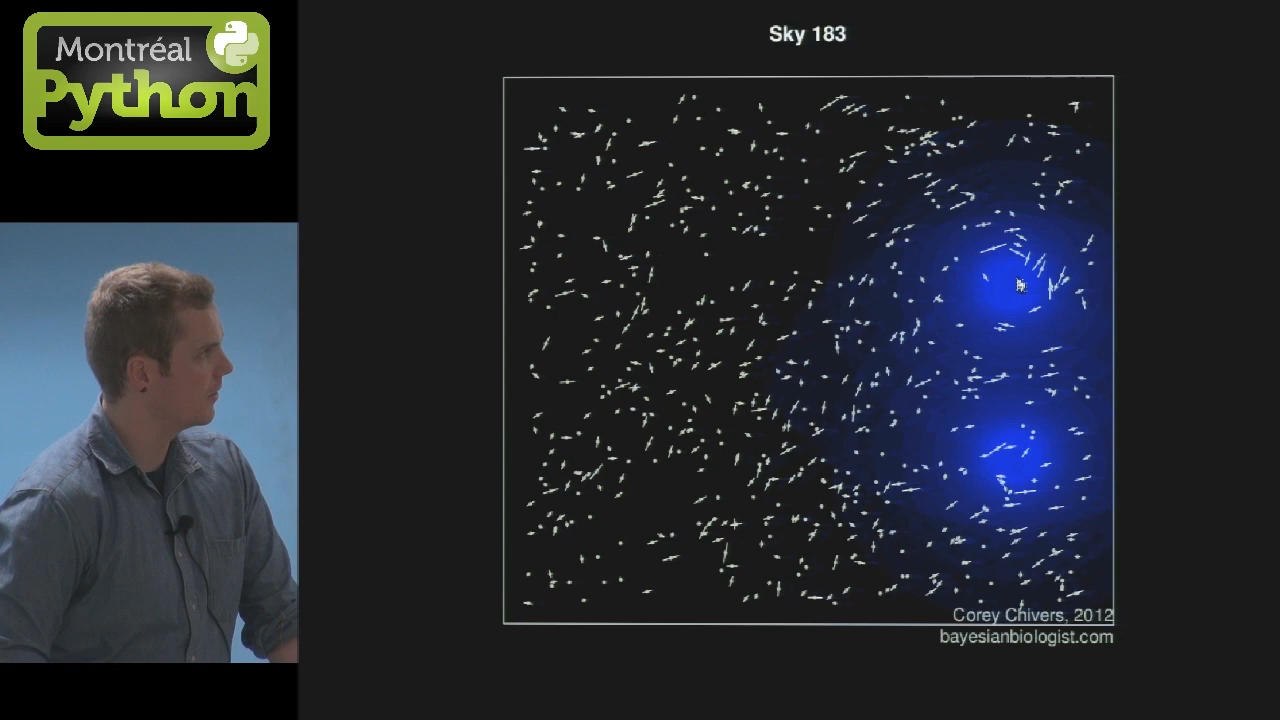 Montréal
Python
Sky 183
Corey Chivers, 2012
bayesianbiologist.com